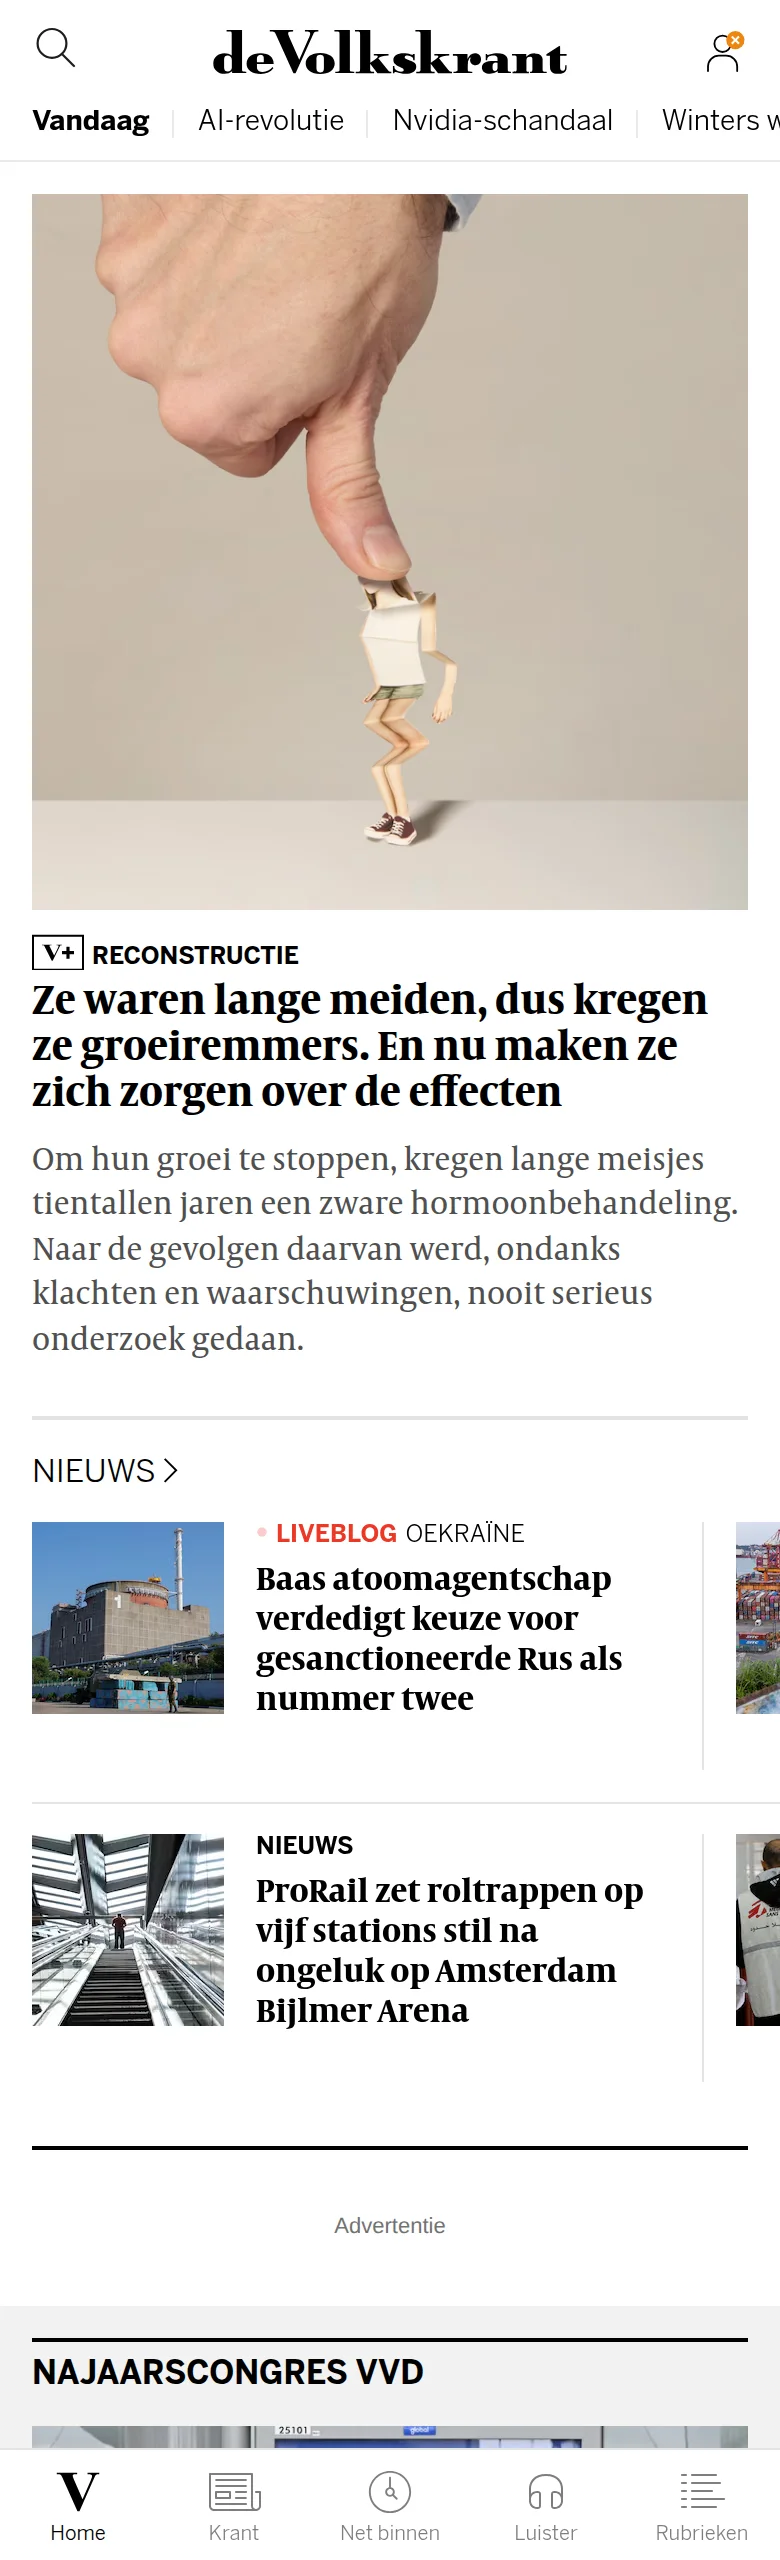 deVolkskrant
Vandaag
AI-revolutie
Nvidia-schandaal
Winters
V+ RECONSTRUCTIE
Ze waren lange meiden, dus kregen
ze groeiremmers. En nu maken ze
zich zorgen over de effecten
Om hun groei te stoppen, kregen lange meisjes
tientallen jaren een zware hormoonbehandeling.
Naar de gevolgen daarvan werd, ondanks
klachten en waarschuwingen, nooit serieus
onderzoek gedaan.
NIEUWS
LIVEBLOG OEKRAÏNE
Baas atoomagentschap
verdedigt keuze voor
gesanctioneerde Rus als
nummer twee
1
NIEUWS
ProRail zet roltrappen op
vijf stations stil na
ongeluk op Amsterdam
Bijlmer Arena
Advertentie
NAJAARSCONGRES VVD
25101
global
V
Home
Krant
Net binnen
Luister
Rubrieken